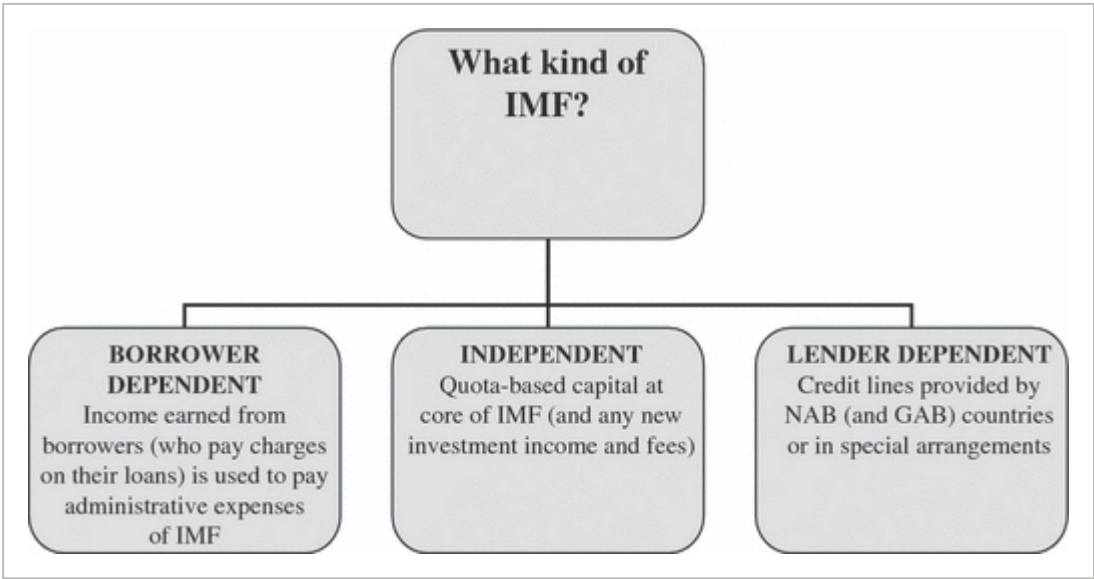 What kind of
IMF?
BORROWER
DEPENDENT
Income earned from
borrowers (who pay charges
on their loans) is used to pay
administrative expenses
of IMF
INDEPENDENT
Quota-based capital at
core of IMF (and any new
investment income and fees)
LENDER DEPENDENT
Credit lines provided by
NAB (and GAB) countries
or in special arrangements